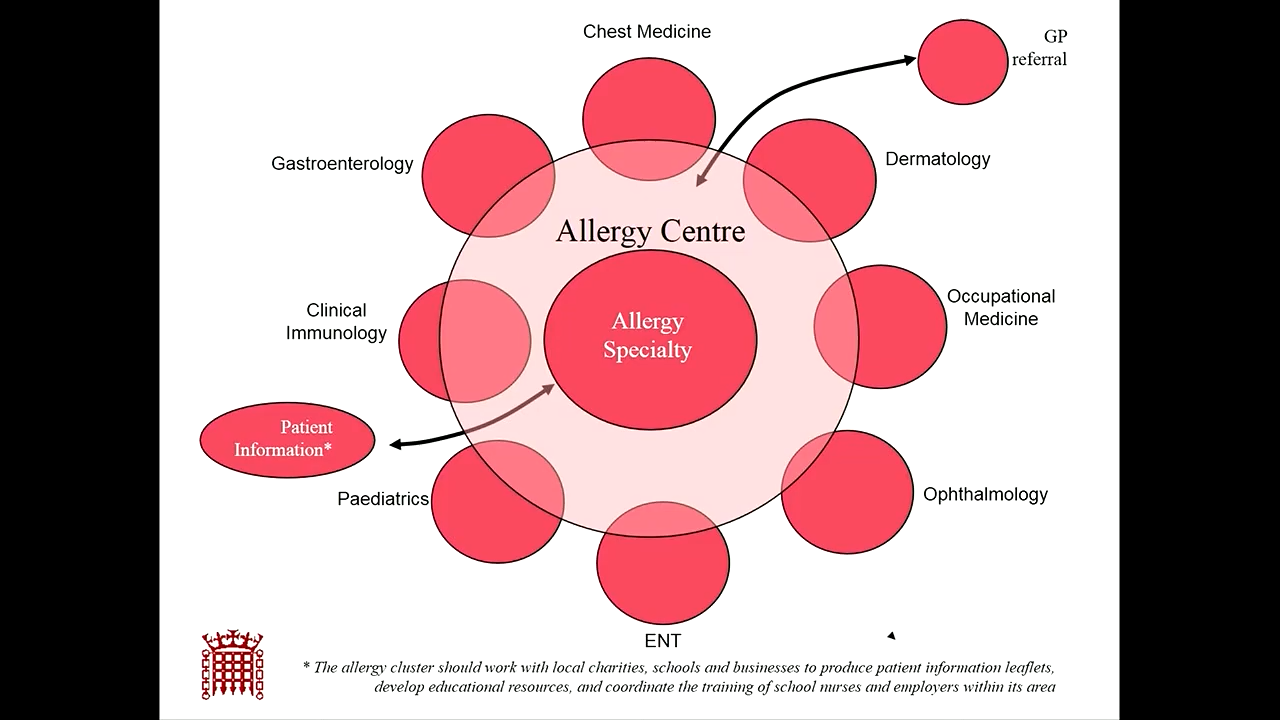 Chest Medicine
GP
referral
Gastroenterology
Dermatology
Allergy Centre
Clinical
Immunology
Allergy
Specialty
Occupational
Medicine
Patient
Information*
Paediatrics
Ophthalmology
ENT
* The allergy cluster should work with local charities, schools and businesses to produce patient information leaflets,
develop educational resources, and coordinate the training of school nurses and employers within its area